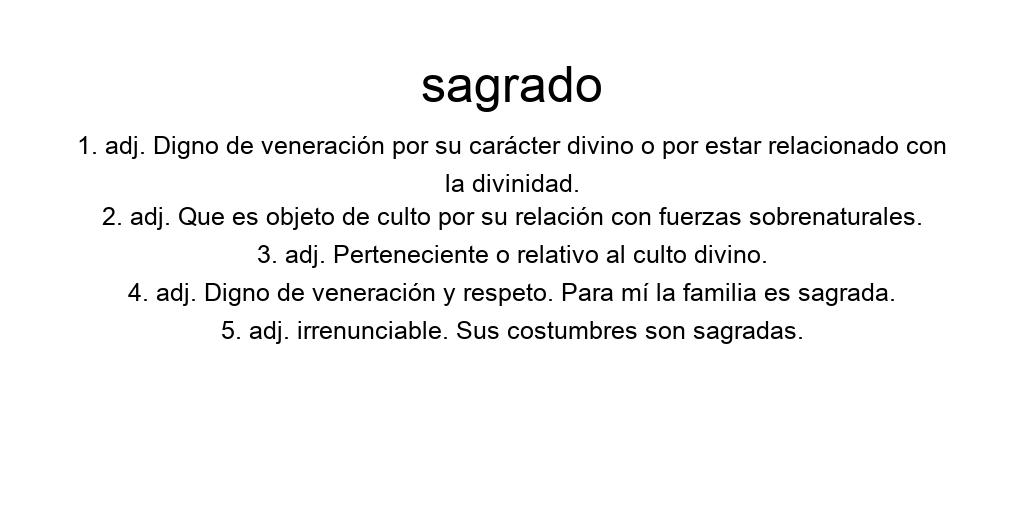 sagrado
1. adj. Digno de veneración por su carácter divino o por estar relacionado con
la divinidad.
2. adj. Que es objeto de culto por su relación con fuerzas sobrenaturales.
3. adj. Perteneciente o relativo al culto divino.
4. adj. Digno de veneración y respeto. Para mí la familia es sagrada.
5. adj. irrenunciable. Sus costumbres son sagradas.